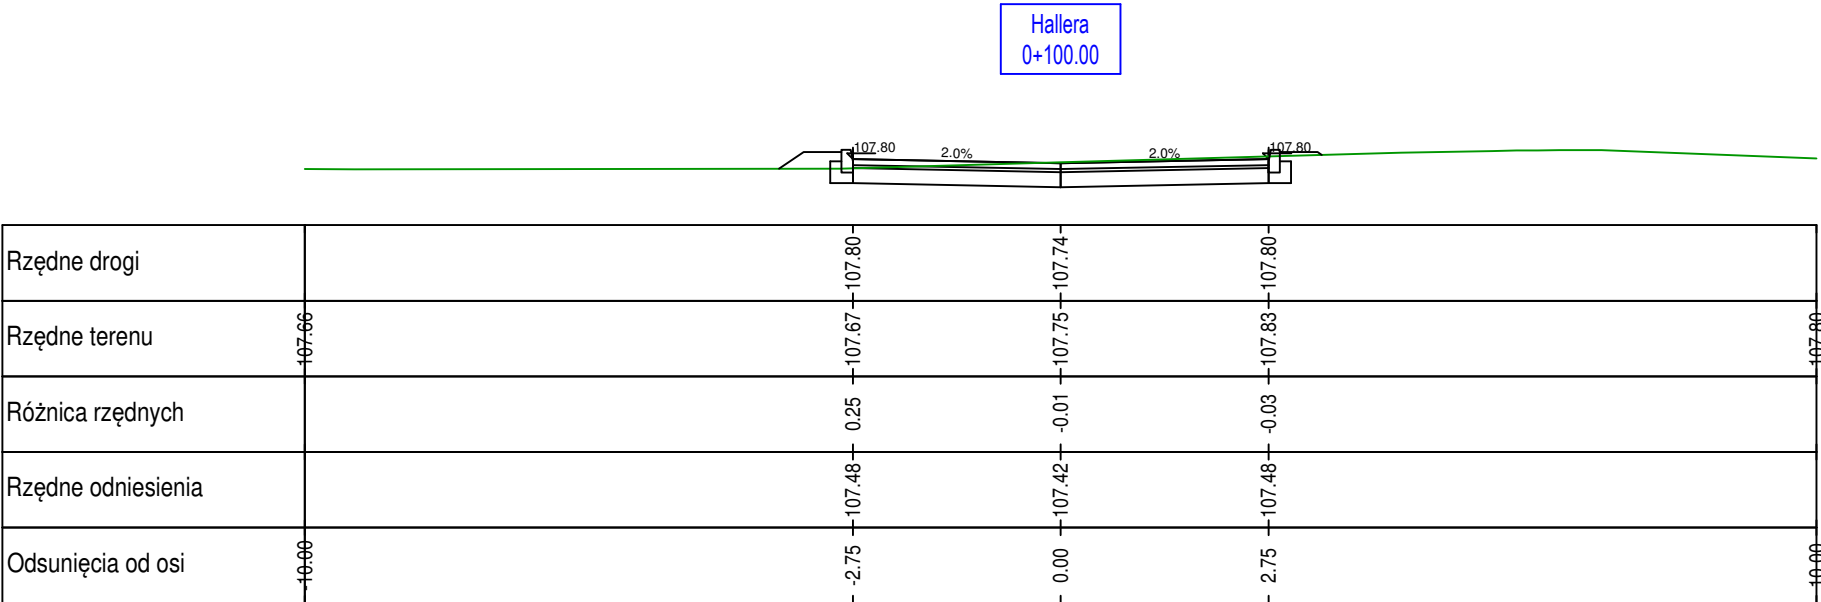 Hallera
0+100.00
107.80 2.0% 2.0% 107.80
Rzędne drogi 107.80 107.74 107.80
Rzędne terenu 107.66 107.67 107.75 107.83 107.80
Różnica rzędnych 0.25 -0.01 -0.03
Rzędne odniesienia 107.48 107.42 107.48
Odsunięcia od osi -10.00 -2.75 0.00 2.75 10.00